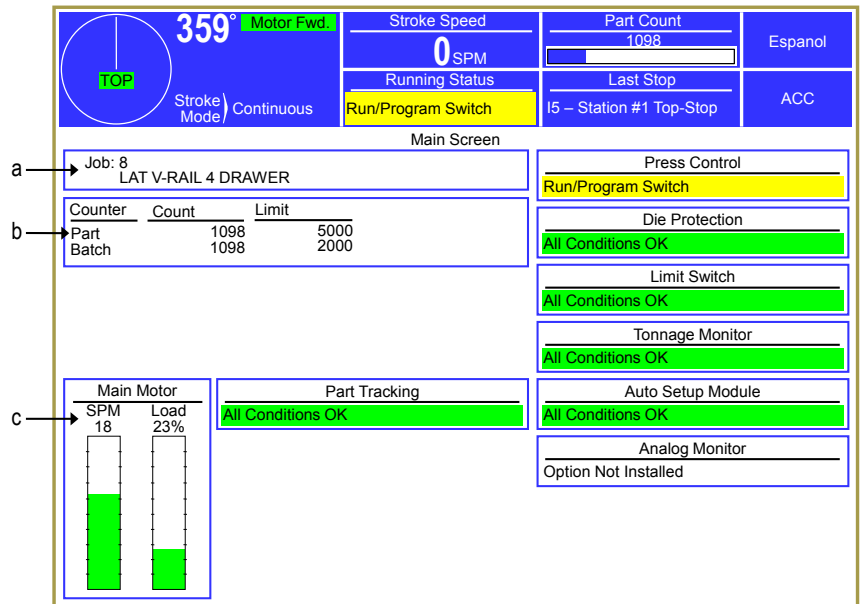 359° Motor Fwd.
TOP
Stroke Mode ) Continuous
Stroke Speed
0 SPM
Part Count
1098
Espanol
Running Status
Run/Program Switch
Last Stop
I5 – Station #1 Top-Stop
ACC
Main Screen
a
Job: 8
LAT V-RAIL 4 DRAWER
Press Control
Run/Program Switch
b
Counter Count Limit
Part 1098 5000
Batch 1098 2000
Die Protection
All Conditions OK
Limit Switch
All Conditions OK
Tonnage Monitor
All Conditions OK
c
Main Motor
SPM Load
18 23%
Part Tracking
All Conditions OK
Auto Setup Module
All Conditions OK
Analog Monitor
Option Not Installed